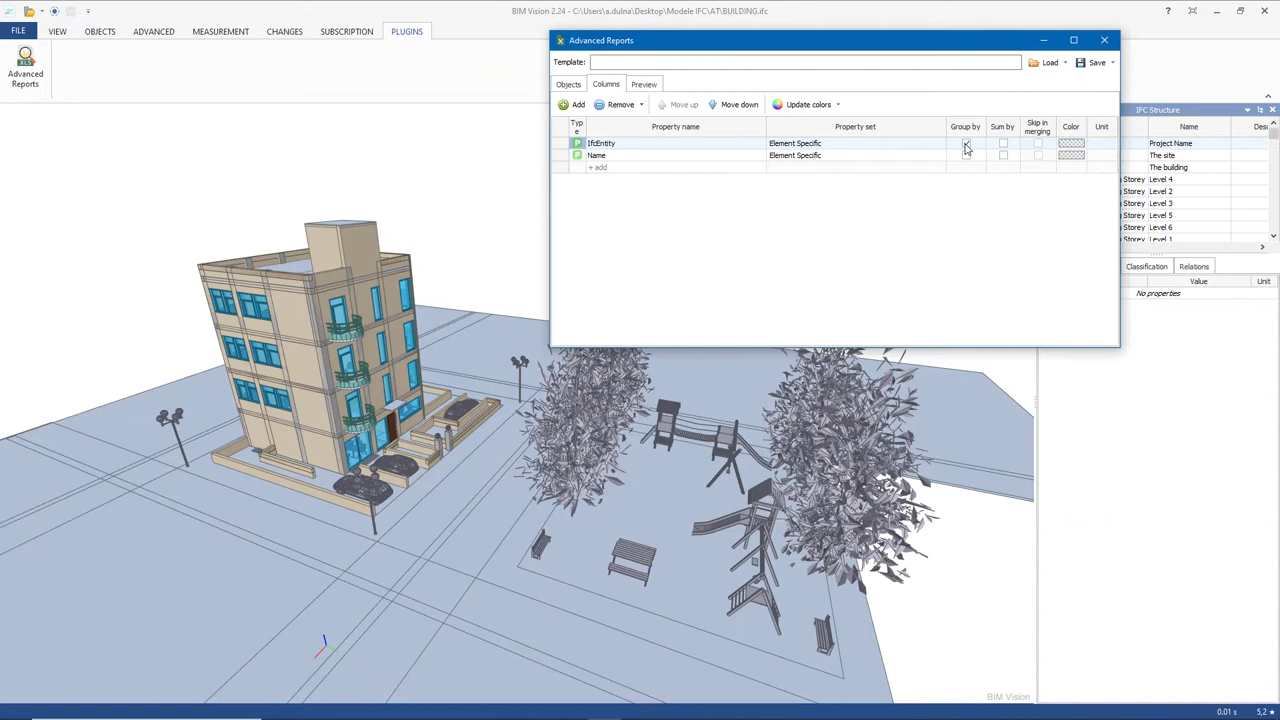 BIM Vision 2.24 - C:\Users\a.dulna\Desktop\Modele IFC\AT\BUILDING.ifc
FILE VIEW OBJECTS ADVANCED MEASUREMENT CHANGES SUBSCRIPTION PLUGINS
XLS
Advanced
Reports
Advanced Reports
Template: Load Save
Objects Columns Preview
Add Remove Move up Move down Update colors
Typ
e
Property name Property set Group by Sum by Skip in
merging
Color Unit
P IfcEntity Element Specific
P Name Element Specific
+ add
IFC Structure
Name
Project Name
The site
The building
Storey Level 4
Storey Level 2
Storey Level 3
Storey Level 5
Storey Level 6
Storey Level 1
Classification Relations
Value Unit
No properties
BIM Vision
0.01 s 5,2